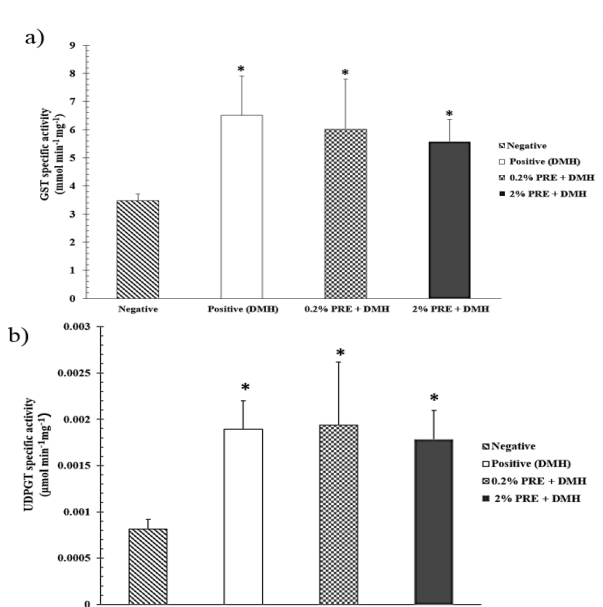 a)
9
8
7
6
5
4
3
2
1
0
GST specific activity
(mmol min-1 mg-1)
*
*
*
Negative
Positive (DMH)
0.2% PRE + DMH
2% PRE + DMH
Negative
Positive (DMH)
0.2% PRE + DMH
2% PRE + DMH
b)
0.003
0.0025
0.002
0.0015
0.001
0.0005
0
UDPGT specific activity
(µmol min-1mg-1)
*
*
*
Negative
Positive (DMH)
0.2% PRE + DMH
2% PRE + DMH